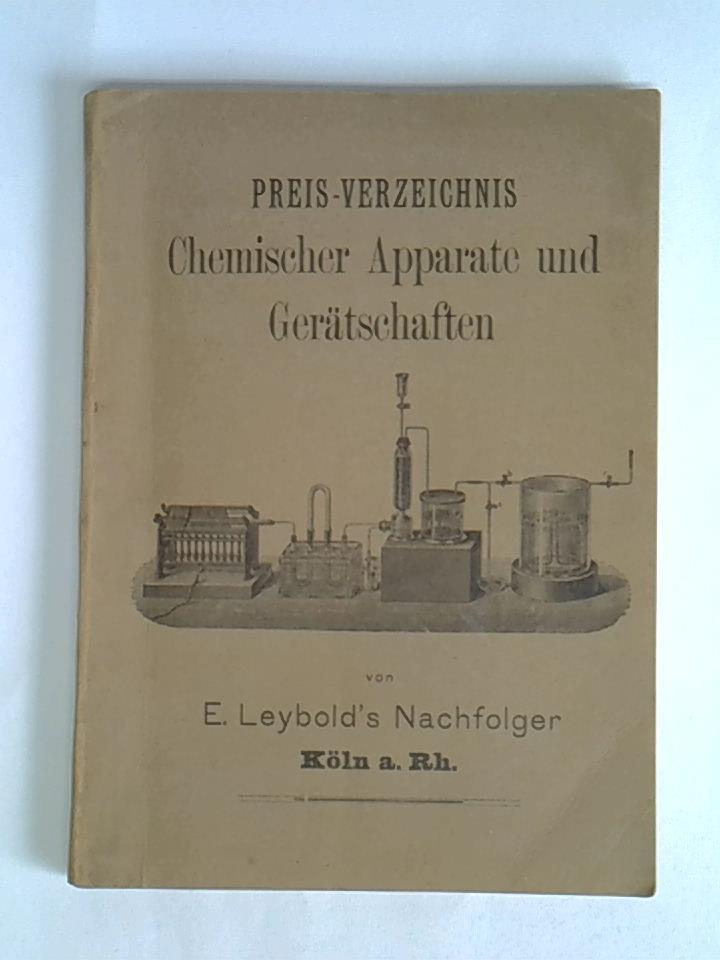 PREIS-VERZEICHNIS
Chemischer Apparate und
Gerätschaften
von
E. Leybold's Nachfolger
Köln a. Rh.